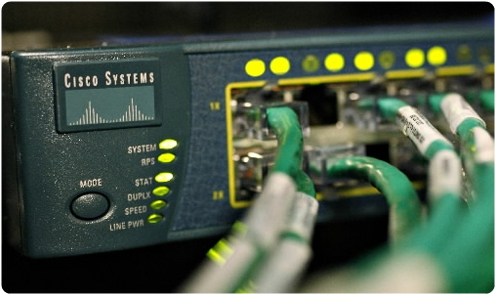 CISCO SYSTEMS
SYSTEM
RPS
STAT
DUPLX
SPEED
LINE PWR
MODE
1X
2X